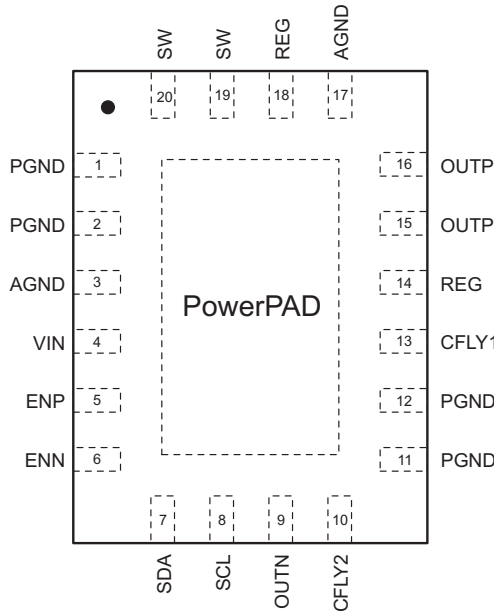 SW
SW
REG
AGND
20
19
18
17
PGND 1
16 OUTP
PGND 2
15 OUTP
AGND 3
14 REG
PowerPAD
VIN 4
13 CFLY1
ENP 5
12 PGND
ENN 6
11 PGND
7
8
9
10
SDA
SCL
OUTN
CFLY2